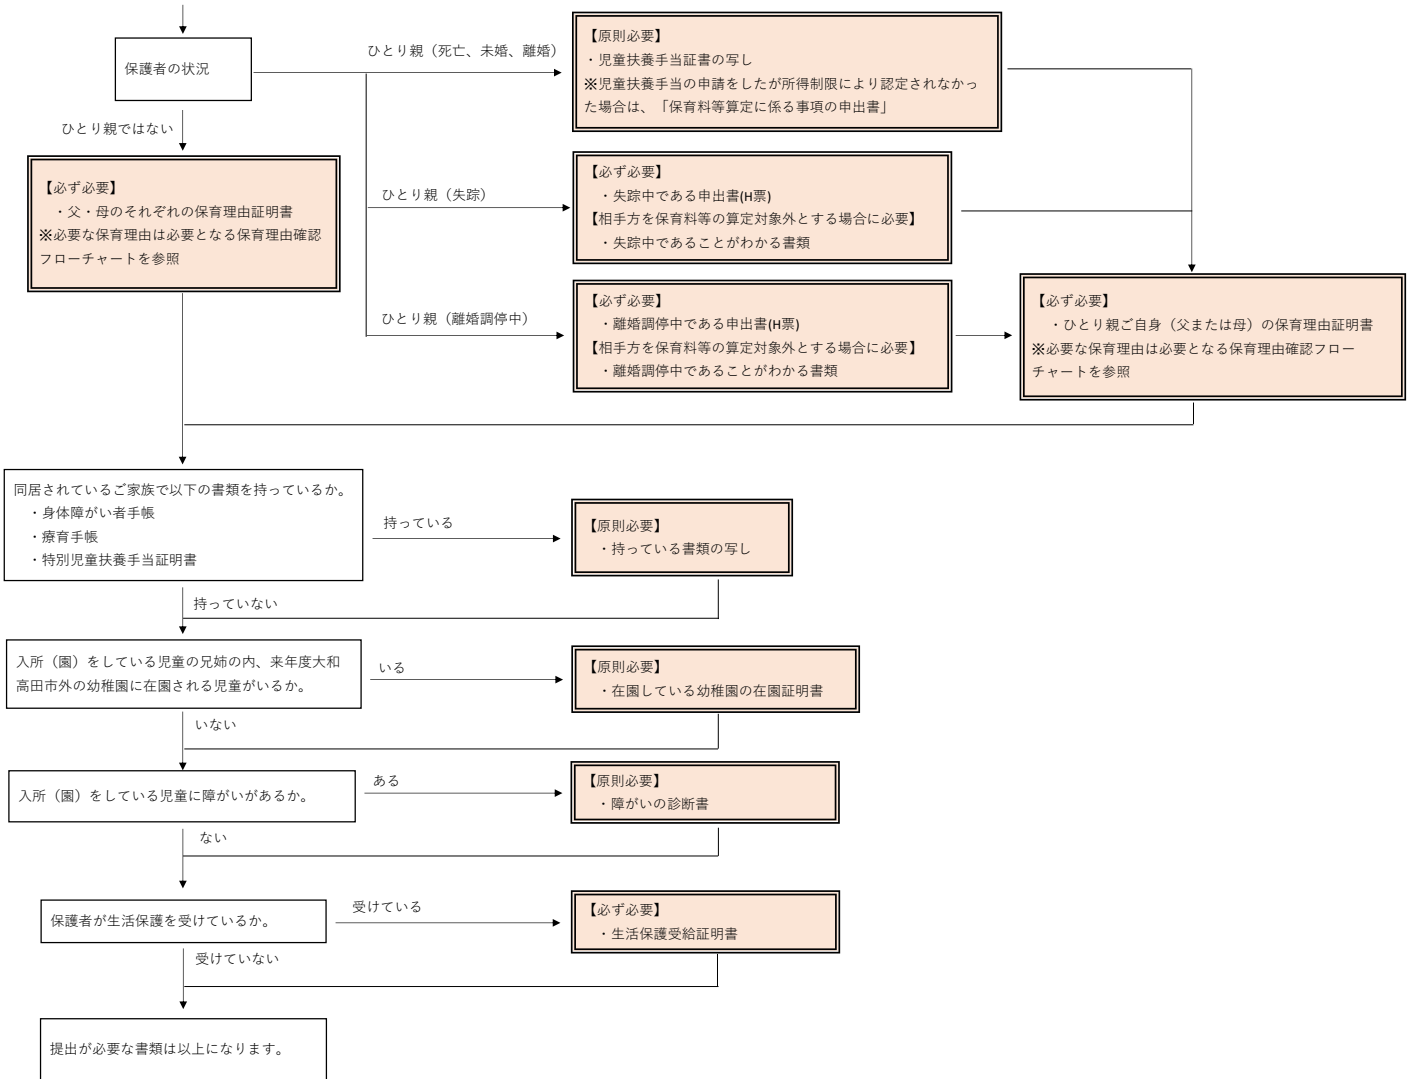 保護者の状況
ひとり親（死亡、未婚、離婚）
【原則必要】
・児童扶養手当証書の写し
※児童扶養手当の申請をしたが所得制限により認定されなかっ
た場合は、「保育料等算定に係る事項の申出書」
ひとり親ではない
【必ず必要】
・父・母のそれぞれの保育理由証明書
※必要な保育理由は必要となる保育理由確認
フローチャートを参照
ひとり親（失踪）
【必ず必要】
・失踪中である申出書(H票)
【相手方を保育料等の算定対象外とする場合に必要】
・失踪中であることがわかる書類
ひとり親（離婚調停中）
【必ず必要】
・離婚調停中である申出書(H票)
【相手方を保育料等の算定対象外とする場合に必要】
・離婚調停中であることがわかる書類
【必ず必要】
・ひとり親ご自身（父または母）の保育理由証明書
※必要な保育理由は必要となる保育理由確認フロー
チャートを参照
同居されているご家族で以下の書類を持っているか。
・身体障がい者手帳
・療育手帳
・特別児童扶養手当証明書
持っている
【原則必要】
・持っている書類の写し
持っていない
入所（園）をしている児童の兄姉の内、来年度大和
高田市外の幼稚園に在園される児童がいるか。
いる
【原則必要】
・在園している幼稚園の在園証明書
いない
入所（園）をしている児童に障がいがあるか。
ある
【原則必要】
・障がいの診断書
ない
保護者が生活保護を受けているか。
受けている
【必ず必要】
・生活保護受給証明書
受けていない
提出が必要な書類は以上になります。